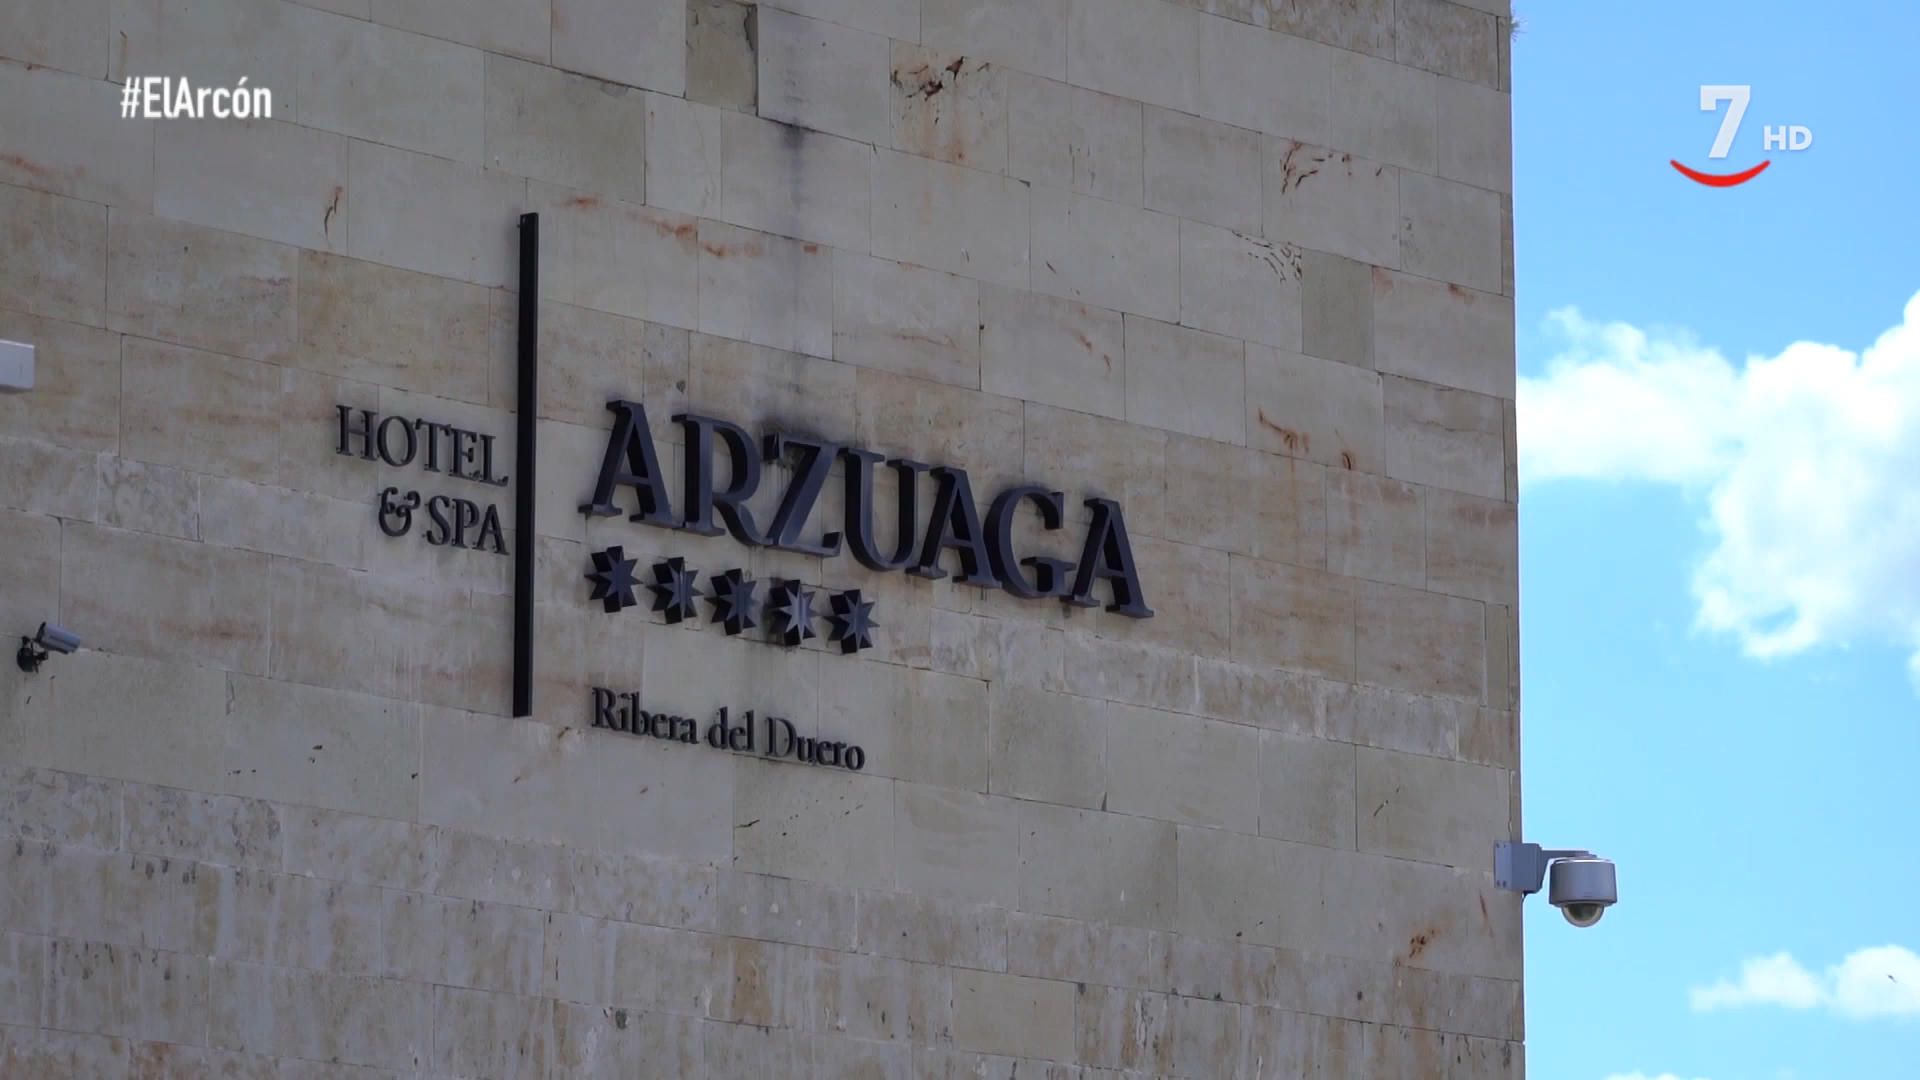 #ElArcón
7 HD
HOTEL
& SPA
ARZUAGA
Ribera del Duero